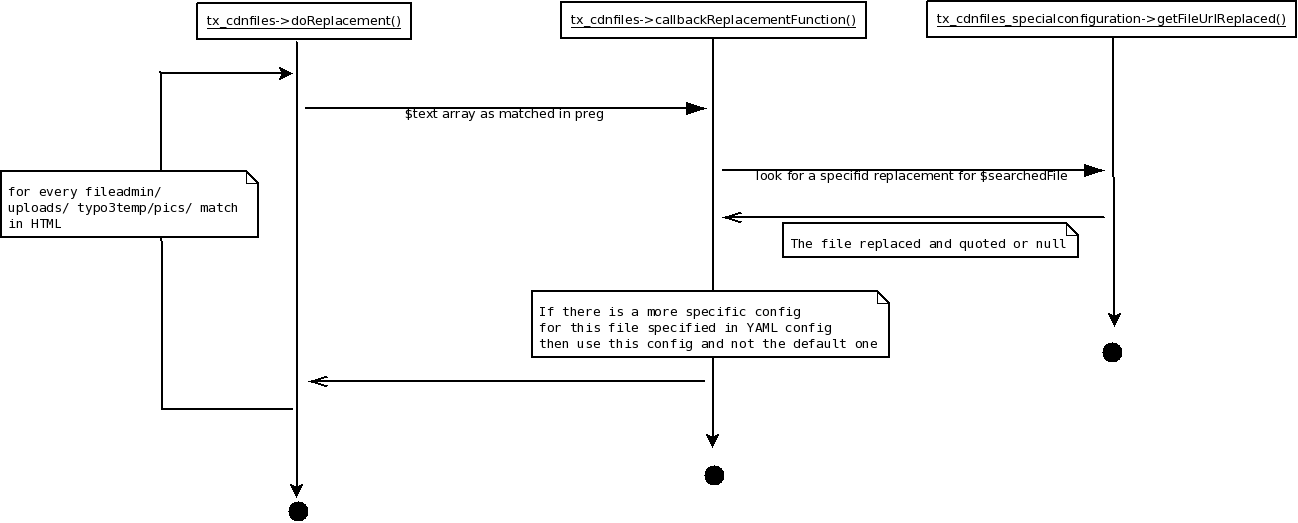 tx_cdnfiles->doReplacement()
tx_cdnfiles->callbackReplacementFunction()
tx_cdnfiles_specialconfiguration->getFileUrlReplaced()
$text array as matched in preg
look for a specifid replacement for $searchedFile
for every fileadmin/
uploads/ typo3temp/pics/ match
in HTML
The file replaced and quoted or null
If there is a more specific config
for this file specified in YAML config
then use this config and not the default one